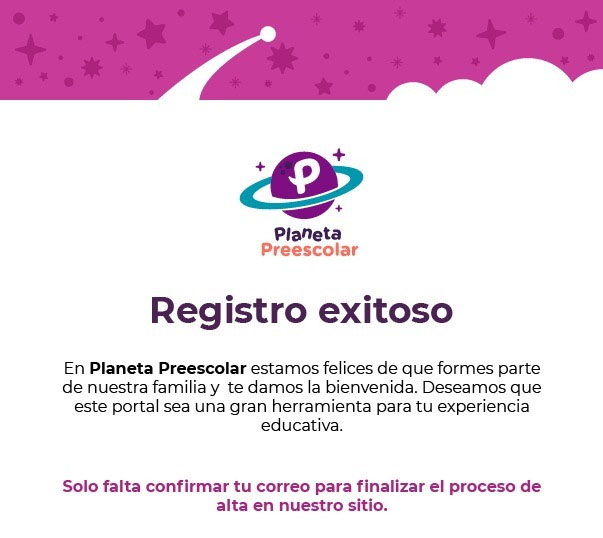 P
Planeta
Preescolar
Registro exitoso
En Planeta Preescolar estamos felices de que formes parte
de nuestra familia y  te damos la bienvenida. Deseamos que
este portal sea una gran herramienta para tu experiencia
educativa.
Solo falta confirmar tu correo para finalizar el proceso de
alta en nuestro sitio.